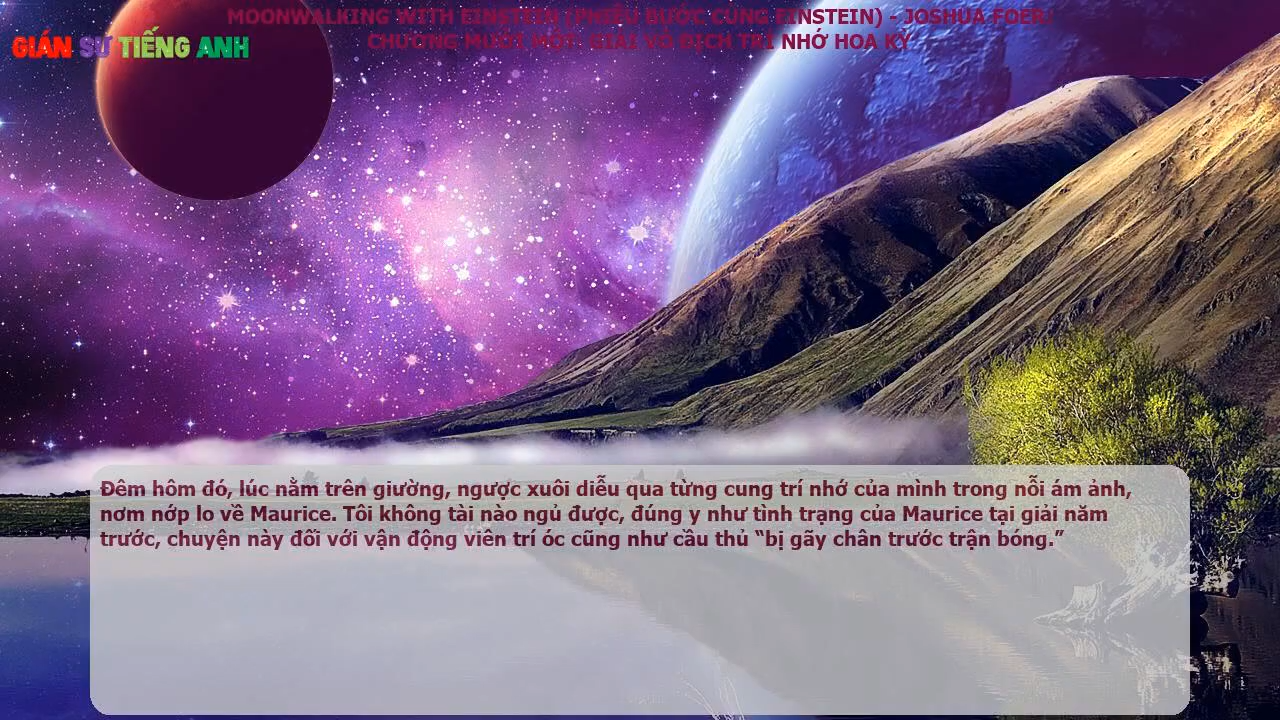 MOONWALKING WITH EINSTEIN (PHIÊU BƯỚC CÙNG EINSTEIN) - JOSHUA FOER/
CHƯƠNG MƯỜI MỘT: GIẢI VÔ ĐỊCH TRÍ NHỚ HOA KỲ
GIÁN SỨ TIẾNG ANH
Đêm hôm đó, lúc nằm trên giường, ngược xuôi diễu qua từng cung trí nhớ của mình trong nỗi ám ảnh,
nơm nớp lo về Maurice. Tôi không tài nào ngủ được, đúng y như tình trạng của Maurice tại giải năm
trước, chuyện này đối với vận động viên trí óc cũng như cầu thủ “bị gãy chân trước trận bóng.”